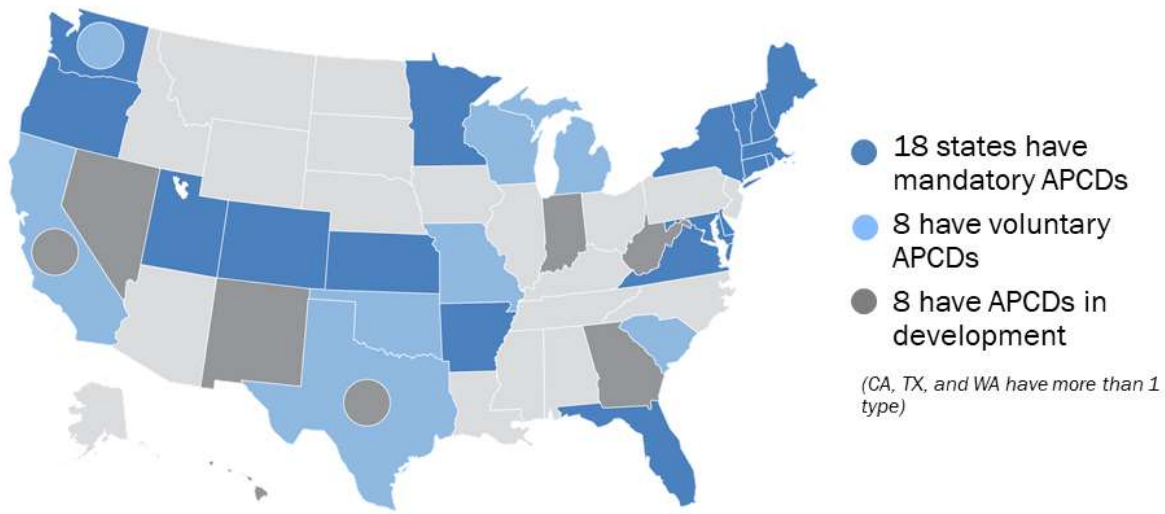 18 states have
mandatory APCDs
8 have voluntary
APCDs
8 have APCDs in
development
(CA, TX, and WA have more than 1
type)